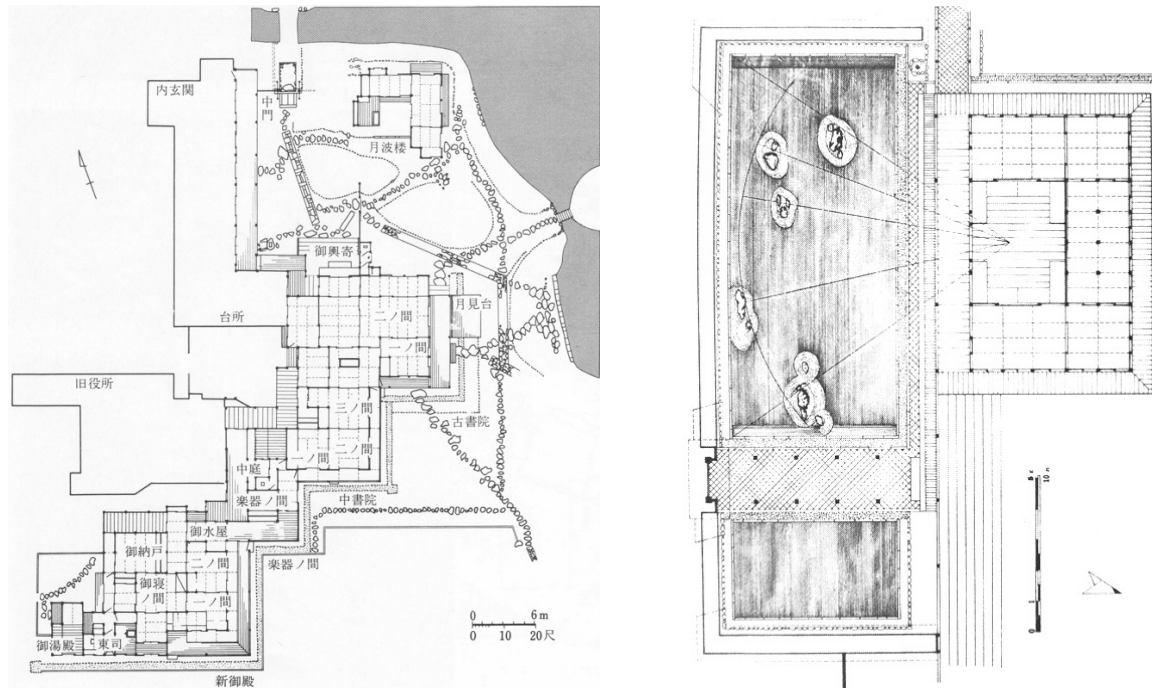 内玄関
中門
月波楼
御輿寄
月見台
台所
二ノ間
一ノ間
旧役所
三ノ間
古書院
一ノ間
二ノ間
中庭
楽器ノ間
中書院
御水屋
御納戸
二ノ間
楽器ノ間
御寝ノ間
一ノ間
御湯殿
東司
新御殿
0 6m
0 10 20尺
0 1
10m